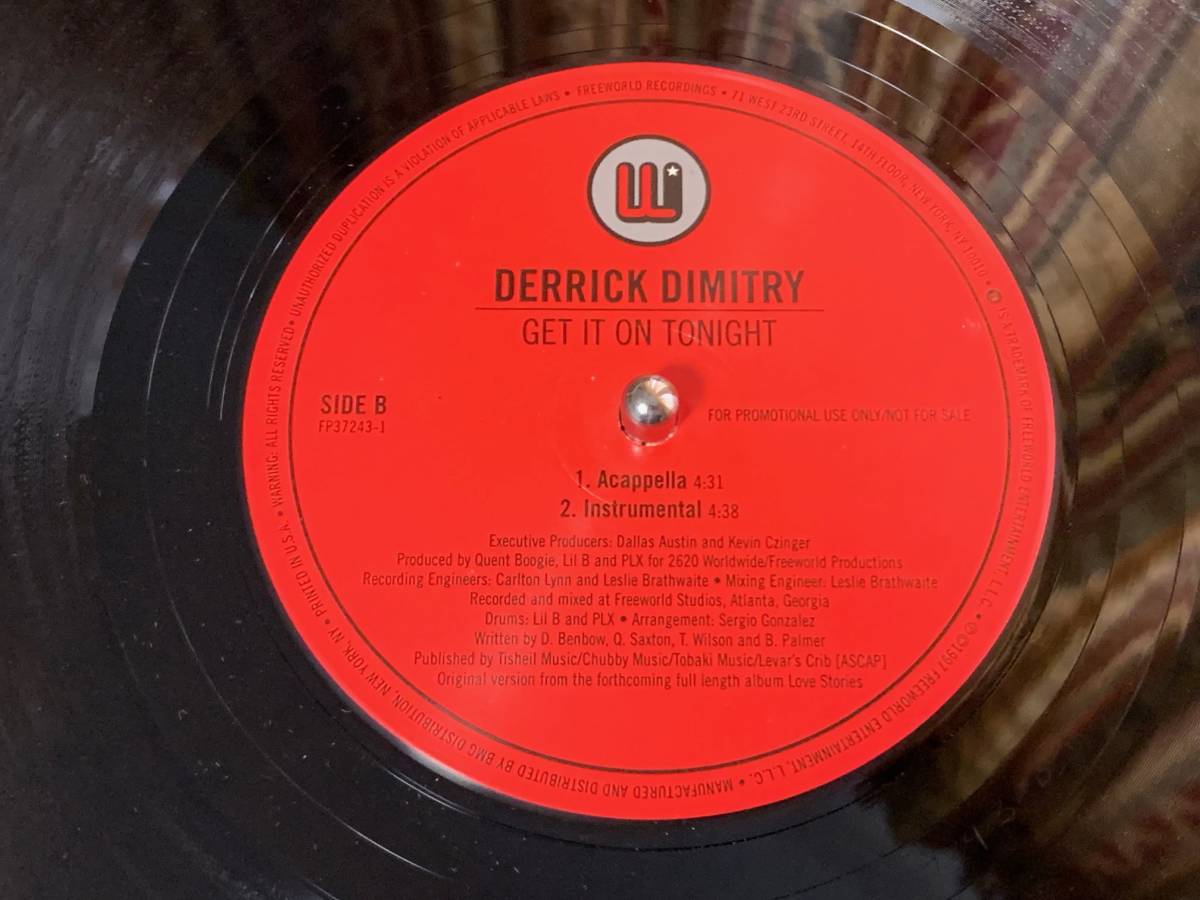 DERRICK DIMITRY
GET IT ON TONIGHT
SIDE B
FP37243-1
FOR PROMOTIONAL USE ONLY/NOT FOR SALE
1. Acappella 4:31
2. Instrumental 4:38
Executive Producers: Dallas Austin and Kevin Czinger
Produced by Quent Boogie, Lil B and PLX for 2620 Worldwide/Freeworld Productions
Recording Engineers: Carlton Lynn and Leslie Brathwaite • Mixing Engineer: Leslie Brathwaite
Recorded and mixed at Freeworld Studios, Atlanta, Georgia
Drums: Lil B and PLX • Arrangement: Sergio Gonzalez
Written by D. Benbow, Q. Saxton, T. Wilson and B. Palmer
Published by Tisheil Music/Chubby Music/Tobaki Music/Levar's Crib [ASCAP]
Original version from the forthcoming full length album Love Stories
FREEWORLD RECORDINGS • 71 WEST 23RD STREET, 14TH FLOOR, NEW YORK, NY 10010 • IS A TRADEMARK OF FREEWORLD ENTERTAINMENT L.L.C. • ℗©1997 FREEWORLD ENTERTAINMENT, L.L.C. • MANUFACTURED AND DISTRIBUTED BY BMG DISTRIBUTION, NEW YORK, NY • PRINTED IN U.S.A. • WARNING: ALL RIGHTS RESERVED • UNAUTHORIZED DUPLICATION IS A VIOLATION OF APPLICABLE LAWS •